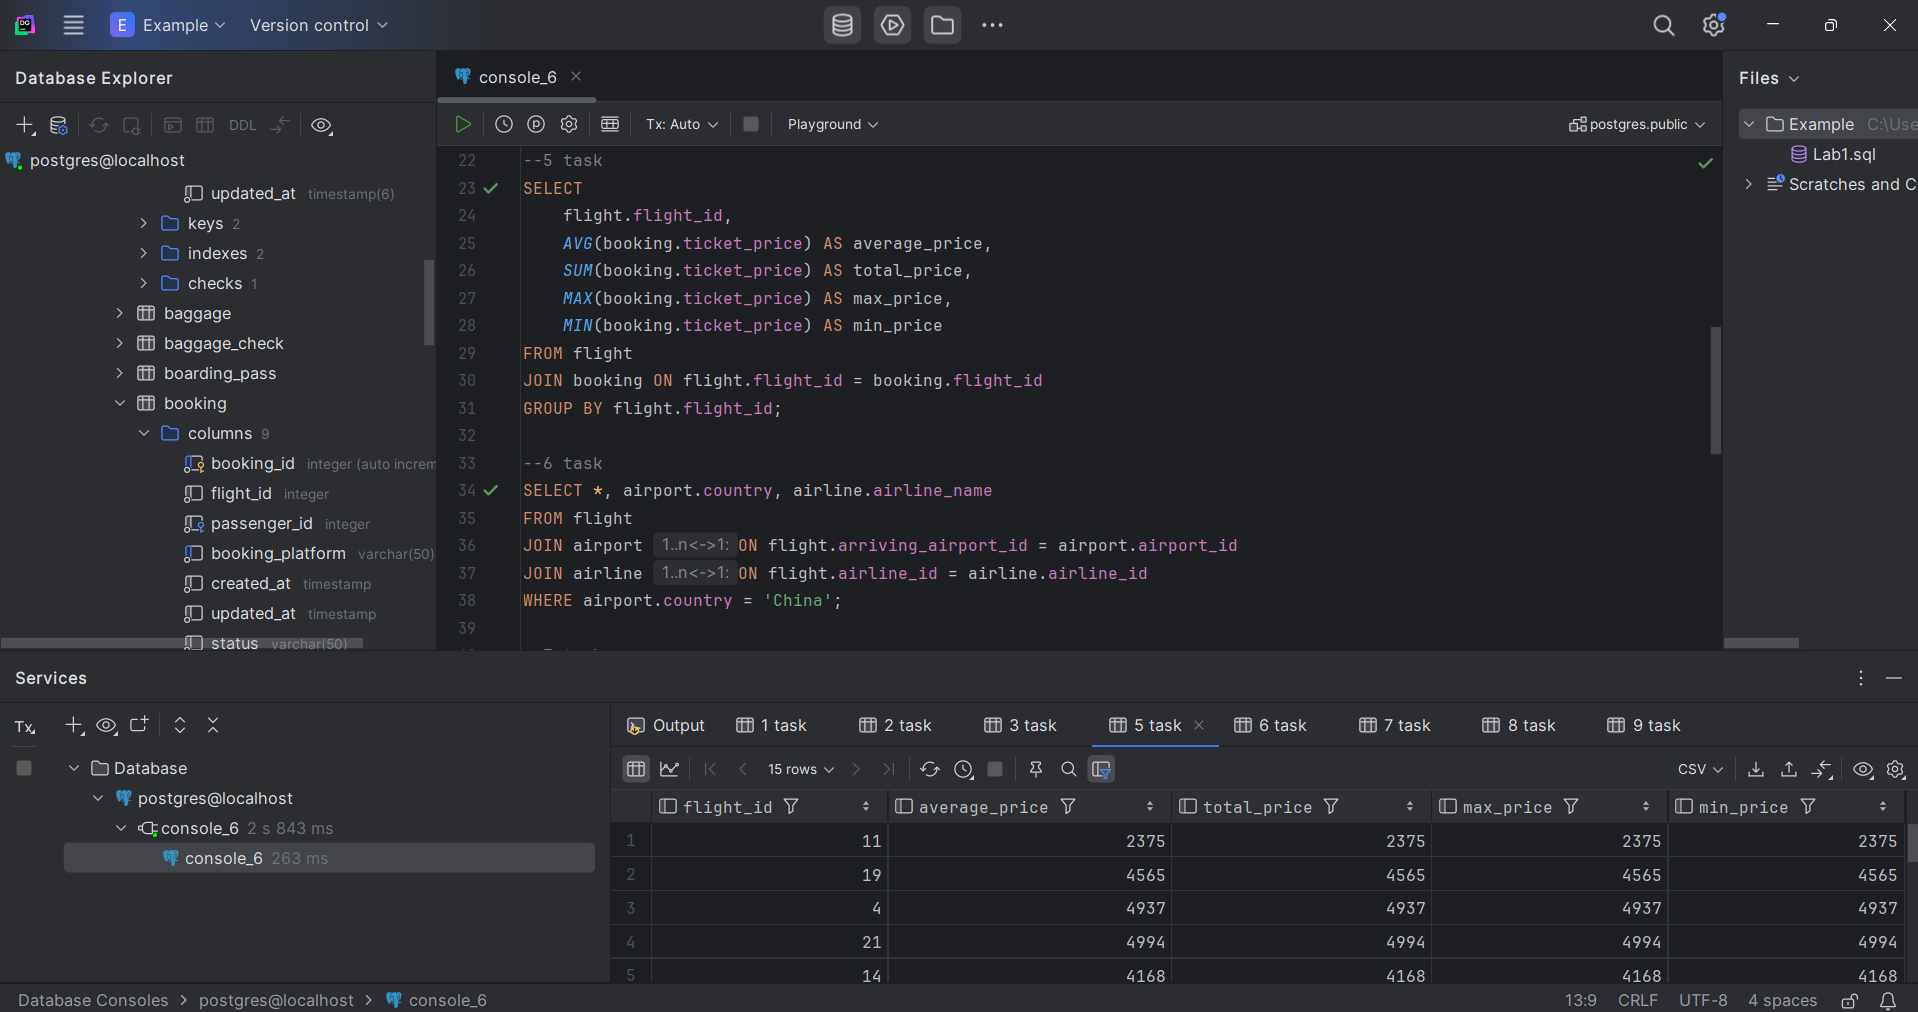 E Example Version control
Database Explorer
DDL
postgres@localhost
updated_at timestamp(6)
keys 2
indexes 2
checks 1
baggage
baggage_check
boarding_pass
booking
columns 9
booking_id integer (auto increm
flight_id integer
passenger_id integer
booking_platform varchar(50)
created_at timestamp
updated_at timestamp
status varchar(50)
console_6
Tx: Auto Playground postgres.public
22 --5 task
23 SELECT
24 flight.flight_id,
25 AVG(booking.ticket_price) AS average_price,
26 SUM(booking.ticket_price) AS total_price,
27 MAX(booking.ticket_price) AS max_price,
28 MIN(booking.ticket_price) AS min_price
29 FROM flight
30 JOIN booking ON flight.flight_id = booking.flight_id
31 GROUP BY flight.flight_id;
32
33 --6 task
34 SELECT *, airport.country, airline.airline_name
35 FROM flight
36 JOIN airport 1..n<->1: ON flight.arriving_airport_id = airport.airport_id
37 JOIN airline 1..n<->1: ON flight.airline_id = airline.airline_id
38 WHERE airport.country = 'China';
39
Files
Example C:\Use
Lab1.sql
Scratches and C
Services
Tx
Database
postgres@localhost
console_6 2 s 843 ms
console_6 263 ms
Output 1 task 2 task 3 task 5 task 6 task 7 task 8 task 9 task
15 rows CSV
flight_id average_price total_price max_price min_price
1 11 2375 2375 2375 2375
2 19 4565 4565 4565 4565
3 4 4937 4937 4937 4937
4 21 4994 4994 4994 4994
5 14 4168 4168 4168 4168
Database Consoles > postgres@localhost > console_6
13:9 CRLF UTF-8 4 spaces